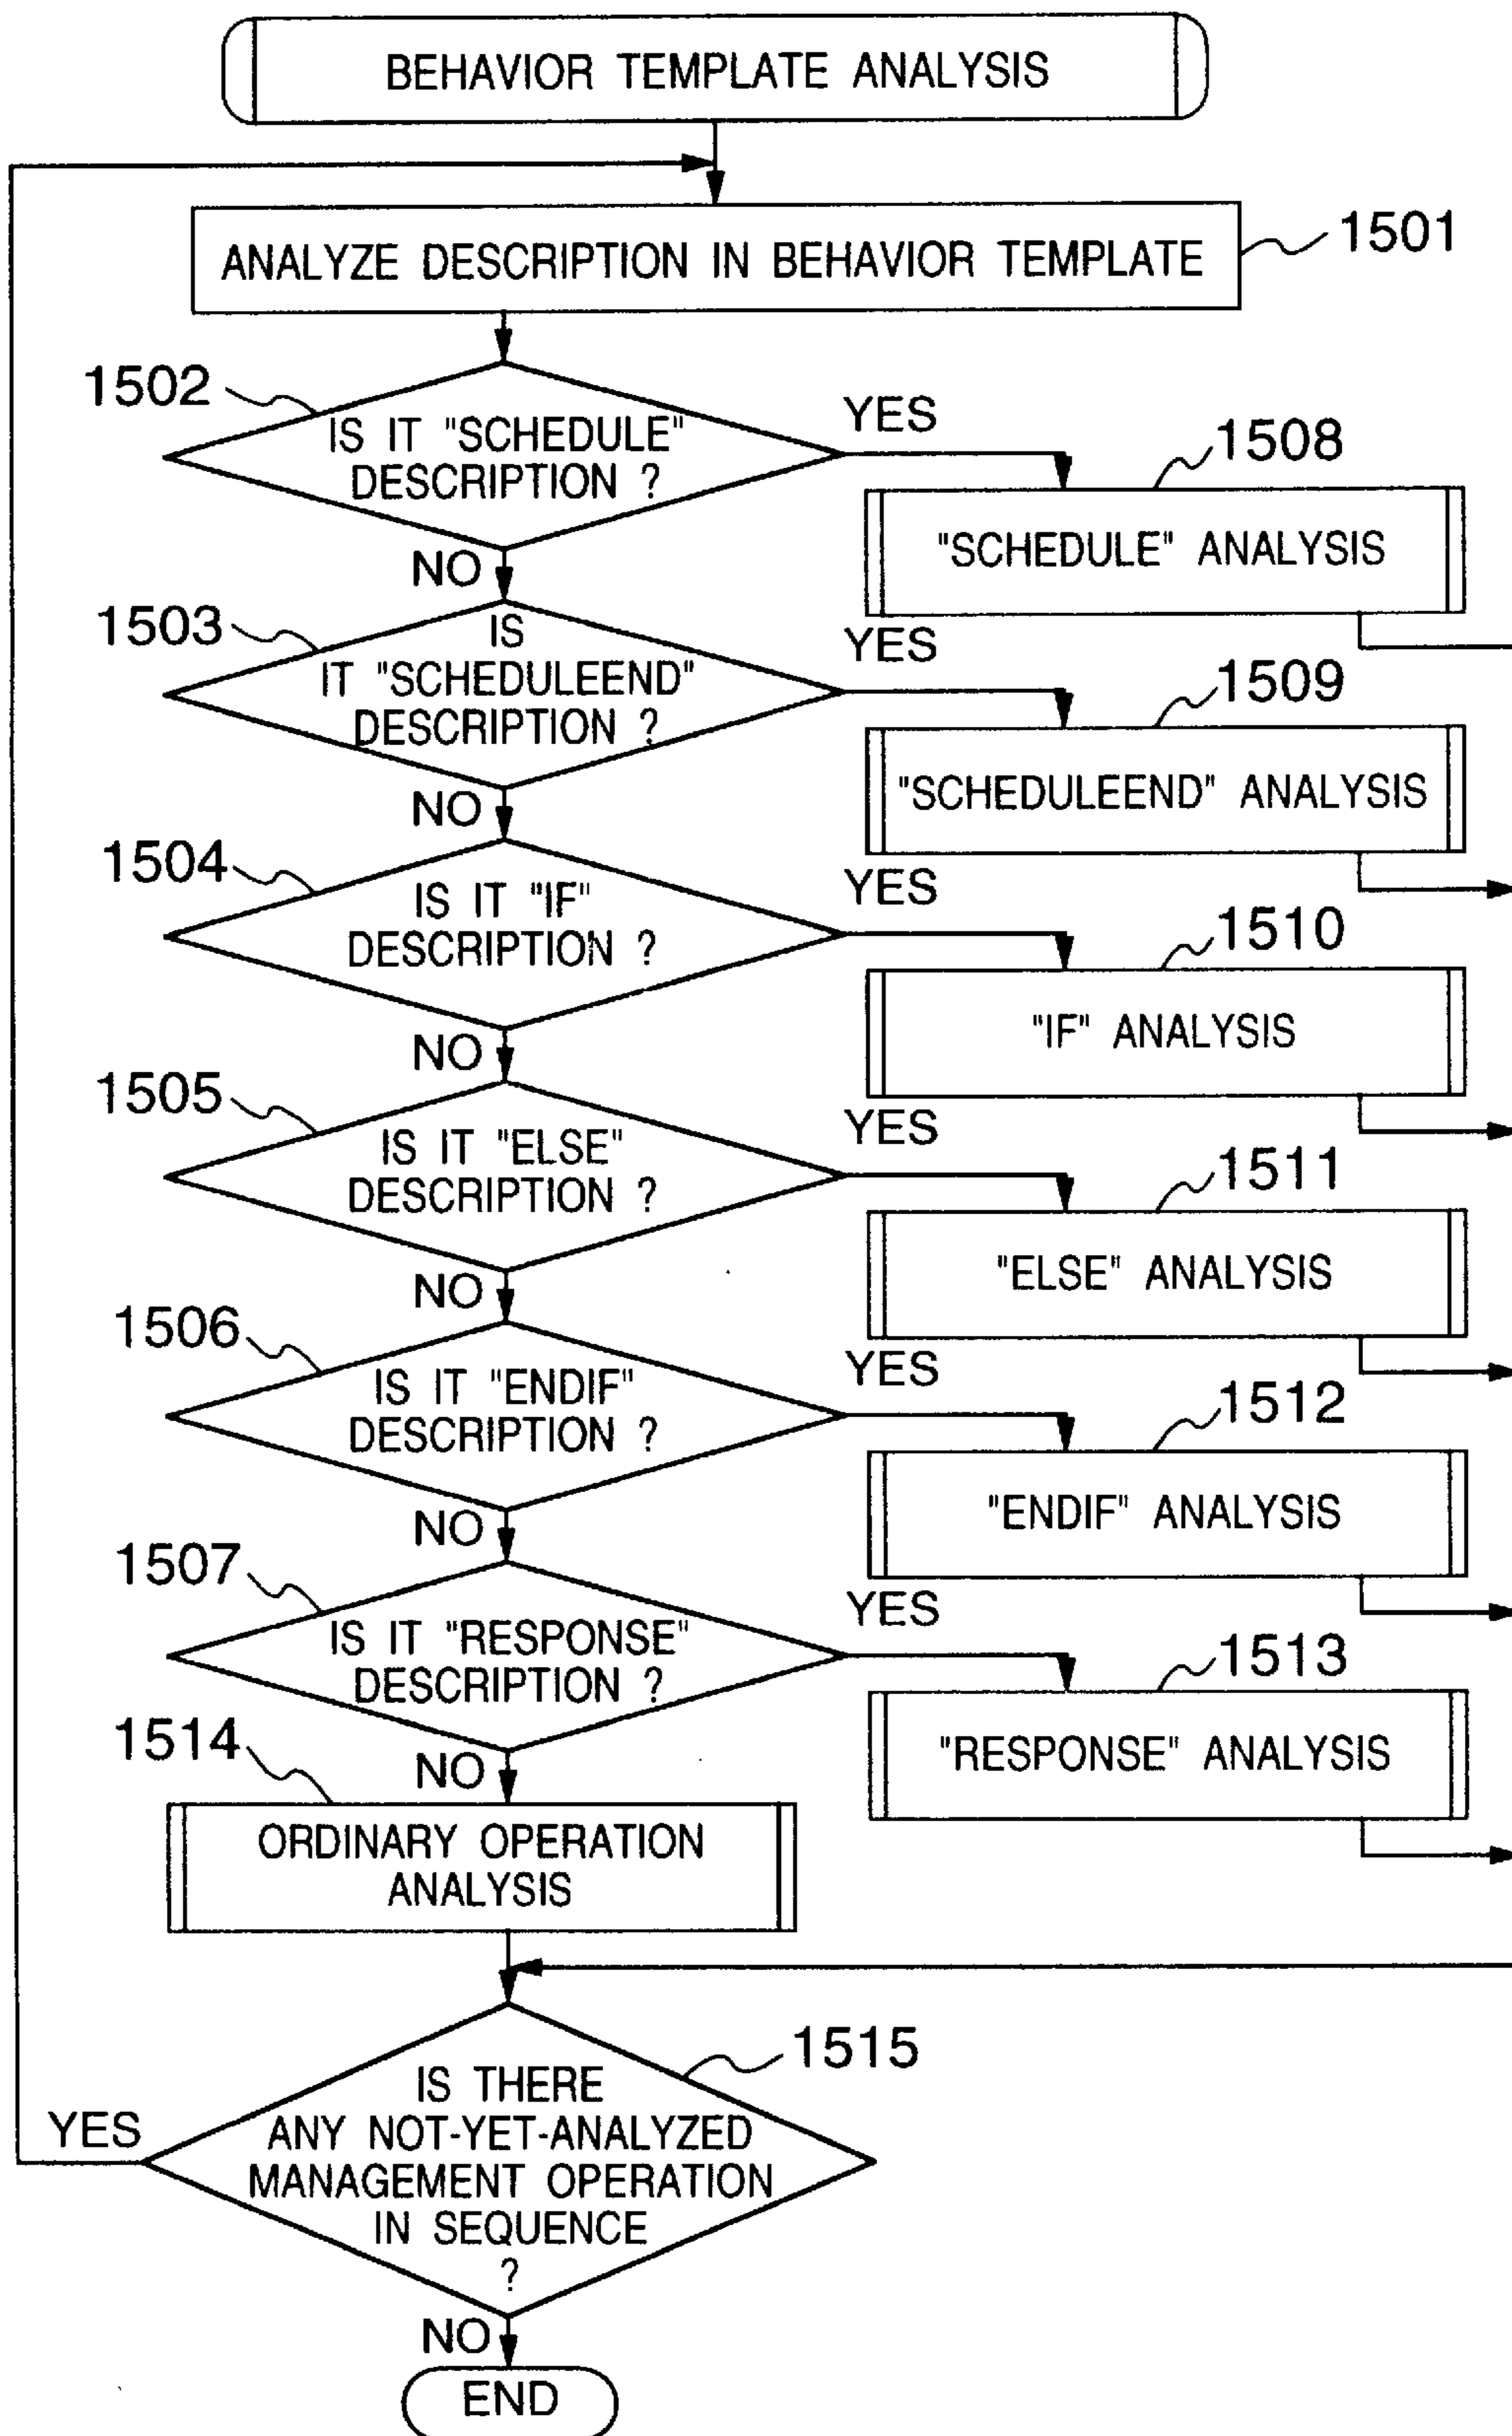 BEHAVIOR TEMPLATE ANALYSIS
ANALYZE DESCRIPTION IN BEHAVIOR TEMPLATE
1501
1502
IS IT "SCHEDULE"
DESCRIPTION ?
YES
1508
"SCHEDULE" ANALYSIS
NO
1503
IS
IT "SCHEDULEEND"
DESCRIPTION ?
YES
1509
"SCHEDULEEND" ANALYSIS
NO
1504
IS IT "IF"
DESCRIPTION ?
YES
1510
"IF" ANALYSIS
NO
1505
IS IT "ELSE"
DESCRIPTION ?
YES
1511
"ELSE" ANALYSIS
NO
1506
IS IT "ENDIF"
DESCRIPTION ?
YES
1512
"ENDIF" ANALYSIS
NO
1507
IS IT "RESPONSE"
DESCRIPTION ?
YES
1513
"RESPONSE" ANALYSIS
NO
1514
ORDINARY OPERATION
ANALYSIS
1515
IS THERE
ANY NOT-YET-ANALYZED
MANAGEMENT OPERATION
IN SEQUENCE
?
YES
NO
END